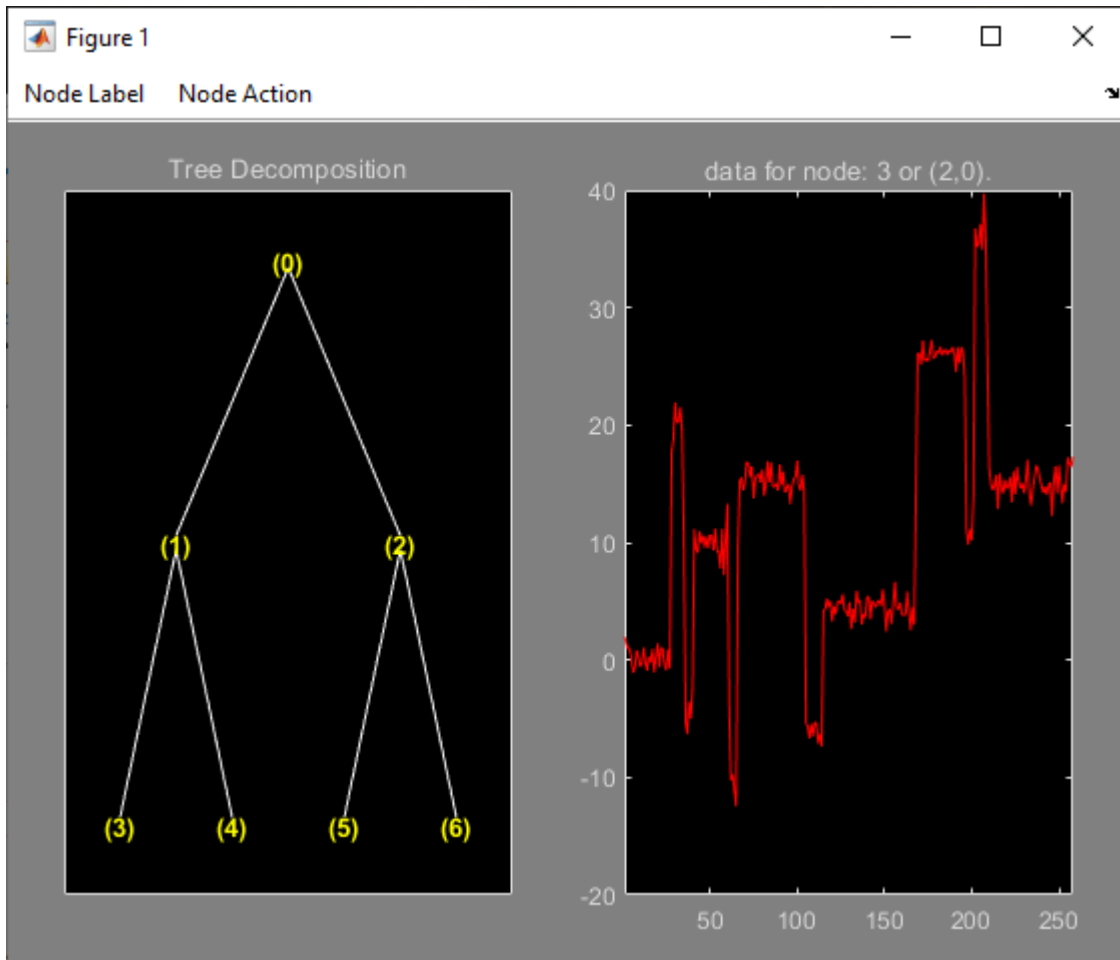 Figure 1
Node Label Node Action
Tree Decomposition
(0)
(1) (2)
(3) (4) (5) (6)
data for node: 3 or (2,0).
40
30
20
10
0
-10
-20
50 100 150 200 250